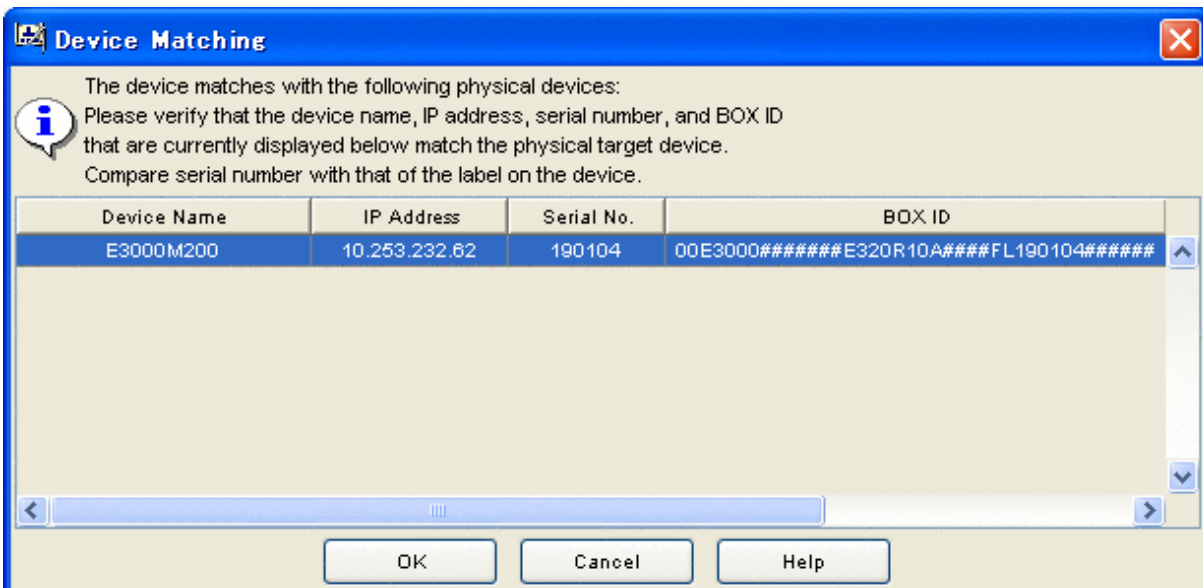 Device Matching
The device matches with the following physical devices:
Please verify that the device name, IP address, serial number, and BOX ID
that are currently displayed below match the physical target device.
Compare serial number with that of the label on the device.
Device Name IP Address Serial No. BOX ID
E3000M200 10.253.232.62 190104 00E3000#######E320R10A####FL190104######
OK Cancel Help